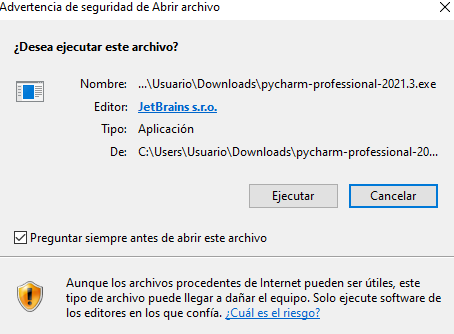 Advertencia de seguridad de Abrir archivo
¿Desea ejecutar este archivo?
Nombre: ...\Usuario\Downloads\pycharm-professional-2021.3.exe
Editor: JetBrains s.r.o.
Tipo: Aplicación
De: C:\Users\Usuario\Downloads\pycharm-professional-20...
Ejecutar Cancelar
Preguntar siempre antes de abrir este archivo
Aunque los archivos procedentes de Internet pueden ser útiles, este
tipo de archivo puede llegar a dañar el equipo. Solo ejecute software de
los editores en los que confía. ¿Cuál es el riesgo?